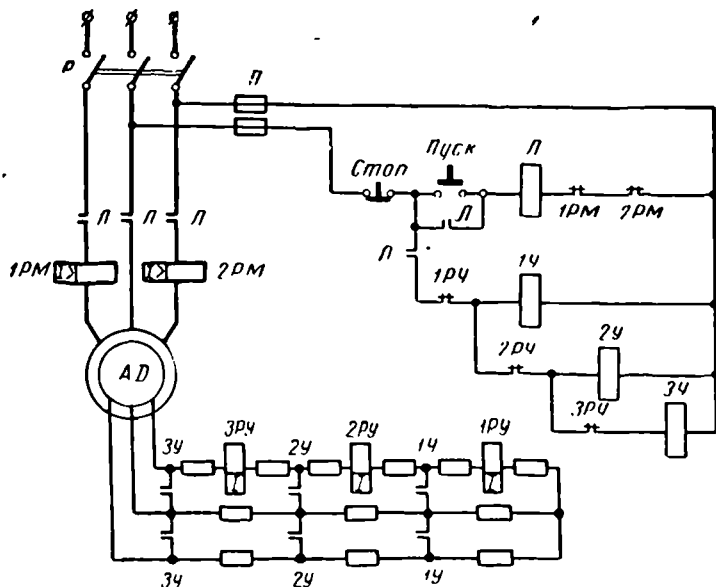 Р
П
Стоп
Пуск
Л
Л
Л
Л
Л
Л
1РМ
2РМ
1РМ
2РМ
1РУ
1У
2РУ
2У
3РУ
3У
АД
3У
3РУ
2У
2РУ
1У
1РУ
3У
2У
1У